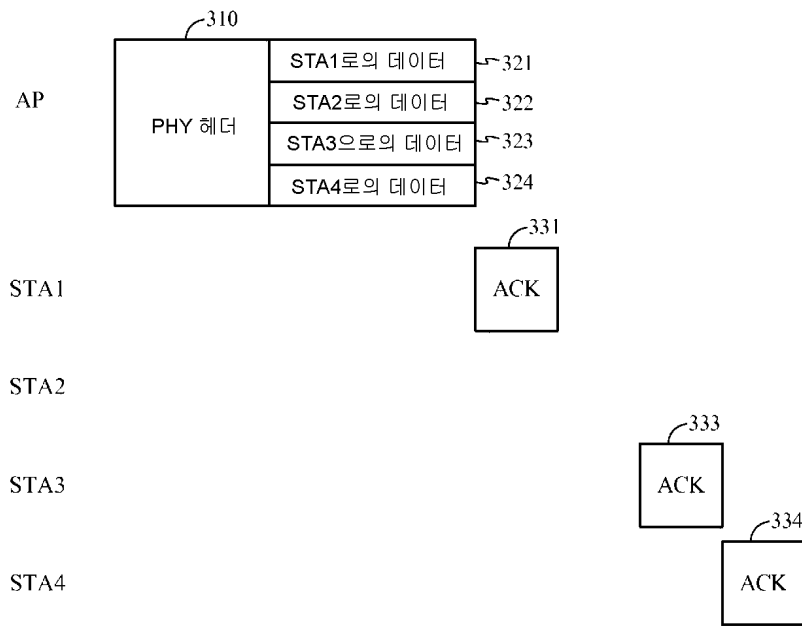 310
AP
PHY 헤더
STA1로의 데이터
321
STA2로의 데이터
322
STA3으로의 데이터
323
STA4로의 데이터
324
331
STA1
ACK
STA2
333
STA3
ACK
334
STA4
ACK